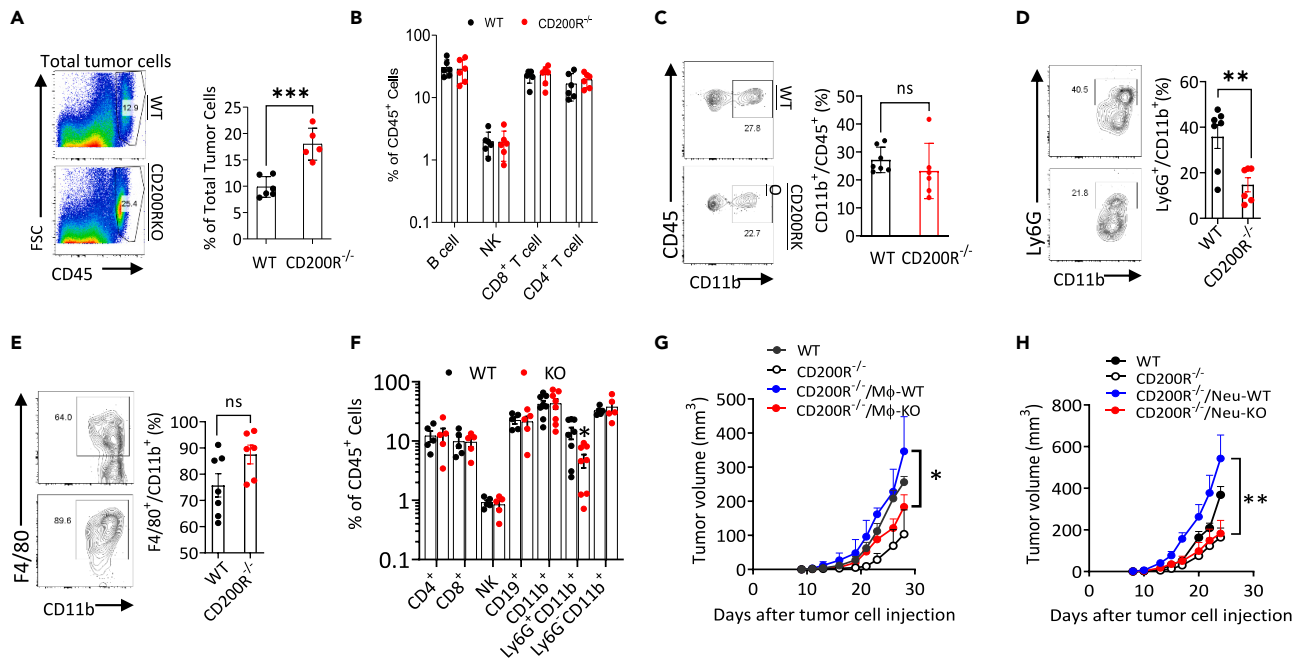 A
Total tumor cells
FSC
12.9
WT
25.4
CD200RKO
CD45
% of Total Tumor Cells
25
20
15
10
5
0
***
WT CD200R-/-
B
WT CD200R-/-
% of CD45+ Cells
100
10
1
0.1
B cell
NK
CD8+ T cell
CD4+ T cell
C
CD45
27.8
WT
22.7
CD200RK
O
CD11b
CD11b+/CD45+ (%)
50
40
30
20
10
0
ns
WT CD200R-/-
D
Ly6G
40.5
21.8
CD11b
Ly6G+/CD11b+ (%)
60
40
20
0
**
WT
CD200R-/-
E
F4/80
64.0
89.6
CD11b
F4/80+/CD11b+ (%)
100
90
80
70
60
50
ns
WT
CD200R-/-
F
WT KO
% of CD45+ Cells
100
10
1
0.1
*
CD4+
CD8+
NK
CD19+
CD11b+
Ly6G+CD11b+
Ly6G-CD11b+
G
WT
CD200R-/-
CD200R-/-/Mϕ-WT
CD200R-/-/Mϕ-KO
Tumor volume (mm3)
500
400
300
200
100
0
*
0 10 20 30
Days after tumor cell injection
H
WT
CD200R-/-
CD200R-/-/Neu-WT
CD200R-/-/Neu-KO
Tumor volume (mm3)
800
600
400
200
0
**
0 10 20 30
Days after tumor cell injection